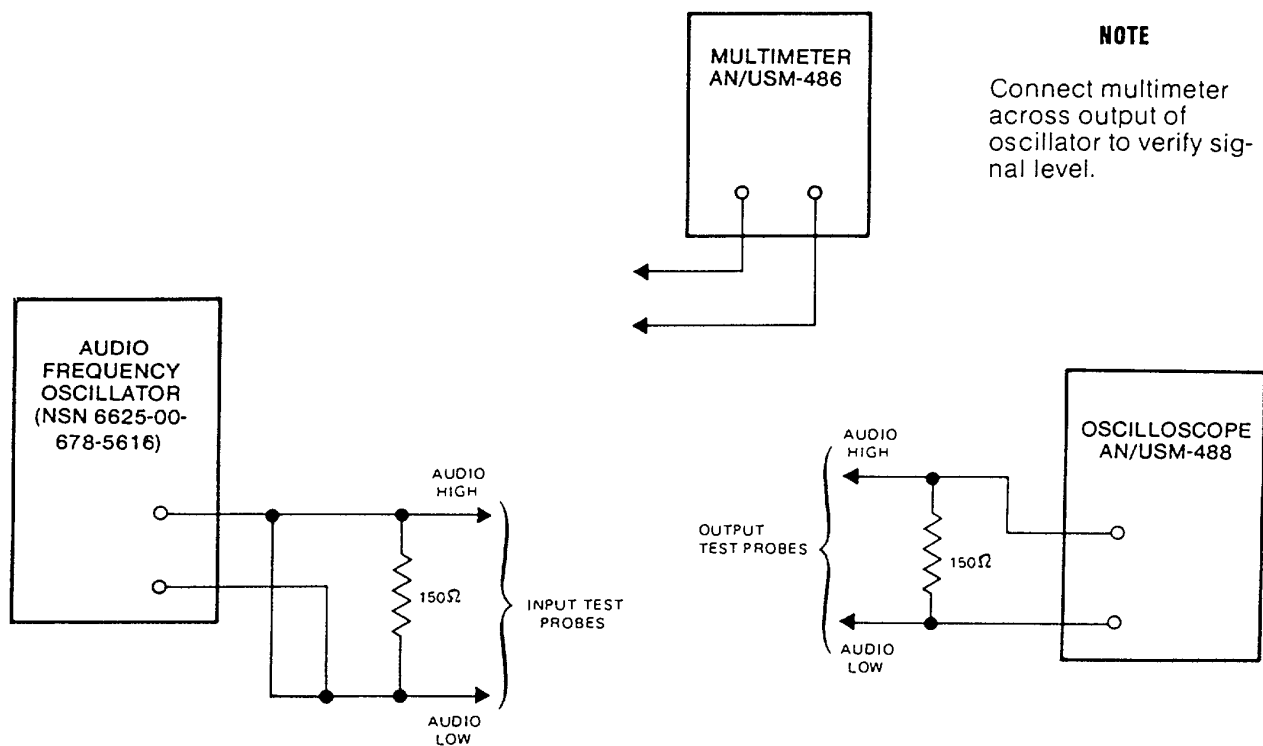 MULTIMETER
AN/USM-486
NOTE
Connect multimeter
across output of
oscillator to verify sig-
nal level.
AUDIO
FREQUENCY
OSCILLATOR
(NSN 6625-00-
678-5616)
AUDIO
HIGH
150Ω
INPUT TEST
PROBES
AUDIO
LOW
AUDIO
HIGH
OUTPUT
TEST PROBES
150Ω
AUDIO
LOW
OSCILLOSCOPE
AN/USM-488